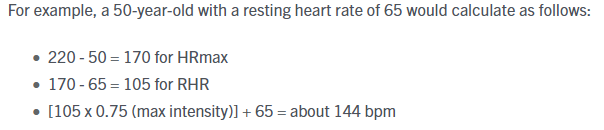 For example, a 50-year-old with a resting heart rate of 65 would calculate as follows:
• 220 - 50 = 170 for HRmax
• 170 - 65 = 105 for RHR
• [105 x 0.75 (max intensity)] + 65 = about 144 bpm